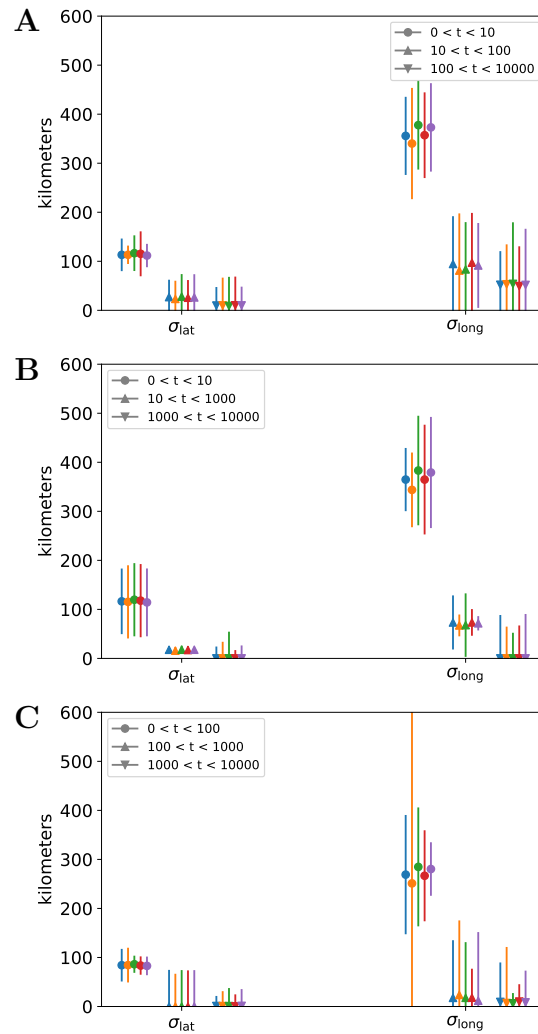 A
600
500
400
300
200
100
0
kilometers
0 < t < 10
10 < t < 100
100 < t < 10000
σlat
σlong
B
600
500
400
300
200
100
0
kilometers
0 < t < 10
10 < t < 1000
1000 < t < 10000
σlat
σlong
C
600
500
400
300
200
100
0
kilometers
0 < t < 100
100 < t < 1000
1000 < t < 10000
σlat
σlong